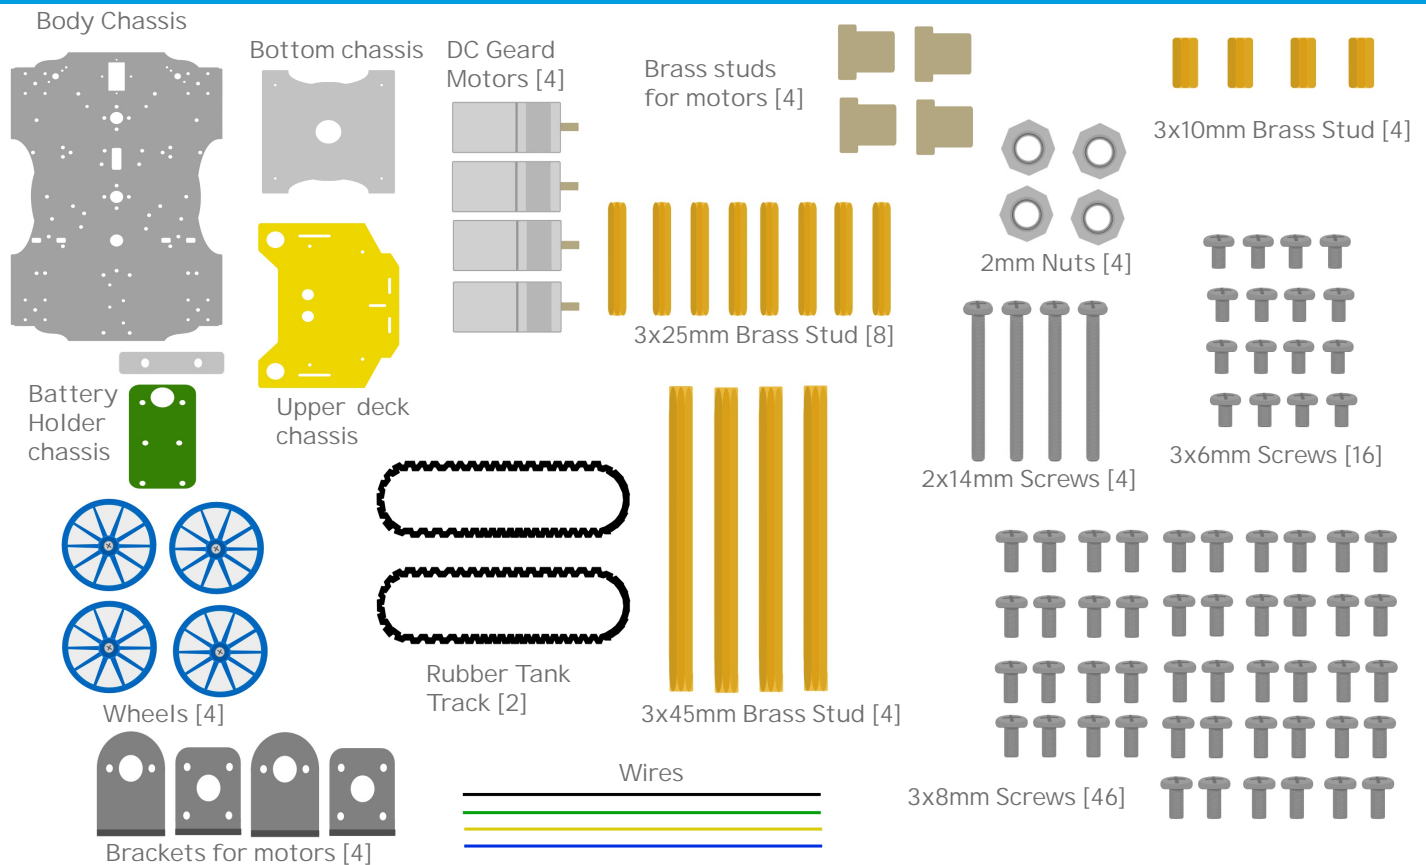 Body Chassis
Bottom chassis
DC Geard
Motors [4]
Brass studs
for motors [4]
3x10mm Brass Stud [4]
2mm Nuts [4]
3x25mm Brass Stud [8]
Battery
Holder
chassis
Upper deck
chassis
2x14mm Screws [4]
3x6mm Screws [16]
Rubber Tank
Track [2]
Wheels [4]
3x45mm Brass Stud [4]
Wires
3x8mm Screws [46]
Brackets for motors [4]